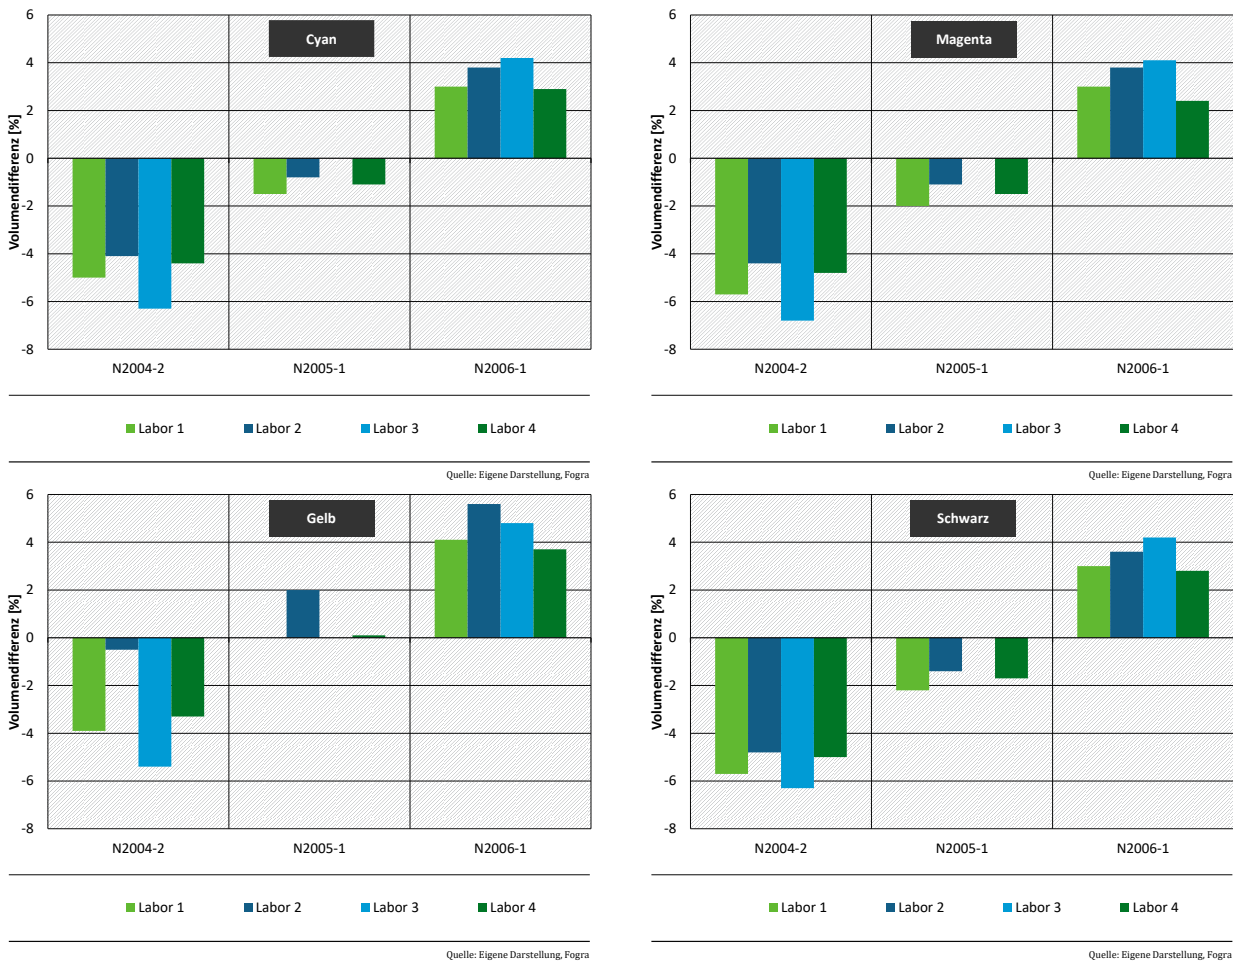 Cyan
Volumendifferenz [%]
6
4
2
0
-2
-4
-6
-8
N2004-2 N2005-1 N2006-1
Labor 1 Labor 2 Labor 3 Labor 4
Quelle: Eigene Darstellung, Fogra
Magenta
Volumendifferenz [%]
6
4
2
0
-2
-4
-6
-8
N2004-2 N2005-1 N2006-1
Labor 1 Labor 2 Labor 3 Labor 4
Quelle: Eigene Darstellung, Fogra
Gelb
Volumendifferenz [%]
6
4
2
0
-2
-4
-6
-8
N2004-2 N2005-1 N2006-1
Labor 1 Labor 2 Labor 3 Labor 4
Quelle: Eigene Darstellung, Fogra
Schwarz
Volumendifferenz [%]
6
4
2
0
-2
-4
-6
-8
N2004-2 N2005-1 N2006-1
Labor 1 Labor 2 Labor 3 Labor 4
Quelle: Eigene Darstellung, Fogra